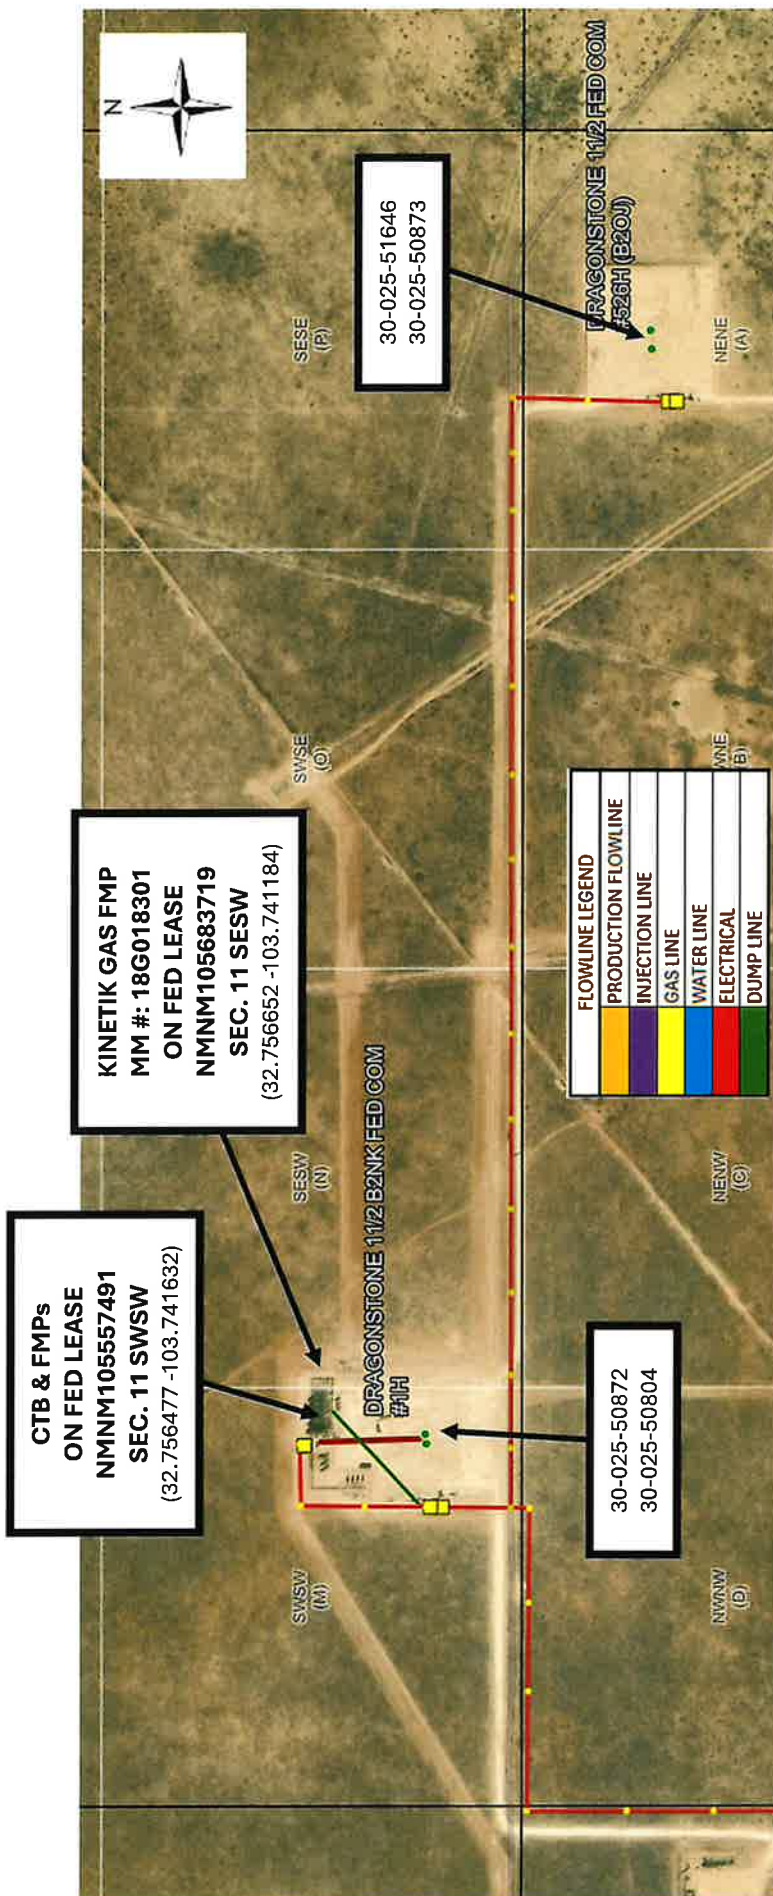 N
CTB & FMPs
ON FED LEASE
NMNM105557491
SEC. 11 SWSW
(32.756477 -103.741632)
KINETIK GAS FMP
MM #: 18G018301
ON FED LEASE
NMNM105683719
SEC. 11 SESW
(32.756652 -103.741184)
SWSW
(M)
SESW
(N)
SWSE
(O)
SESE
(P)
DRAGONSTONE 11/2 B2NK FED COM
#1H
30-025-51646
30-025-50873
DRAGONSTONE 11/2 FED COM
#526H (B2OJ)
30-025-50872
30-025-50804
NWNW
(D)
NENW
(C)
WNE
B)
NENE
(A)
FLOWLINE LEGEND
PRODUCTION FLOWLINE
INJECTION LINE
GAS LINE
WATER LINE
ELECTRICAL
DUMP LINE